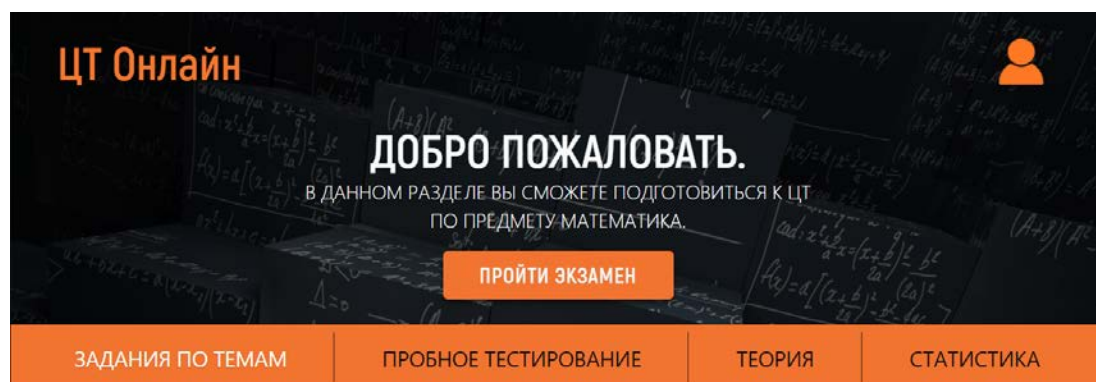 ЦТ Онлайн
ДОБРО ПОЖАЛОВАТЬ.
В ДАННОМ РАЗДЕЛЕ ВЫ СМОЖЕТЕ ПОДГОТОВИТЬСЯ К ЦТ
ПО ПРЕДМЕТУ МАТЕМАТИКА.
ПРОЙТИ ЭКЗАМЕН
ЗАДАНИЯ ПО ТЕМАМ ПРОБНОЕ ТЕСТИРОВАНИЕ ТЕОРИЯ СТАТИСТИКА